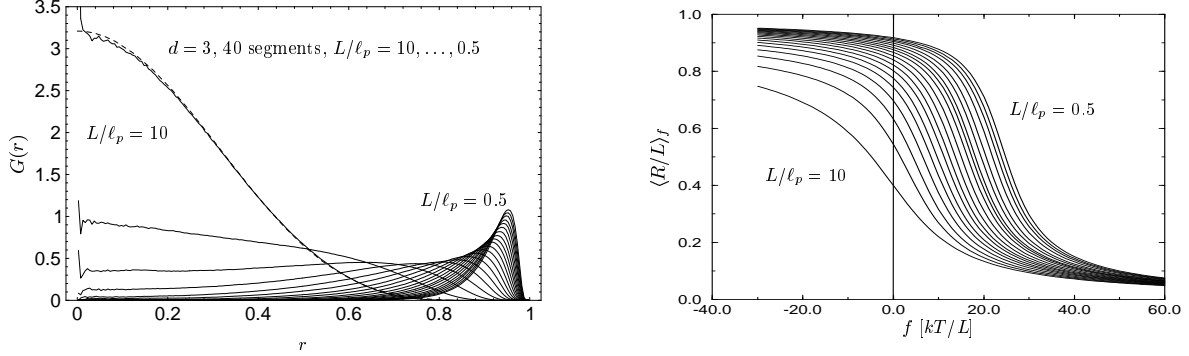 3.5
3
2.5
2
1.5
1
0.5
0
G(r)
d = 3, 40 segments, L/ℓp = 10, ..., 0.5
L/ℓp = 10
L/ℓp = 0.5
0 0.2 0.4 0.6 0.8 1
r
1.0
0.8
0.6
0.4
0.2
0.0
⟨R/L⟩f
L/ℓp = 0.5
L/ℓp = 10
-40.0 -20.0 0.0 20.0 40.0 60.0
f [kT/L]